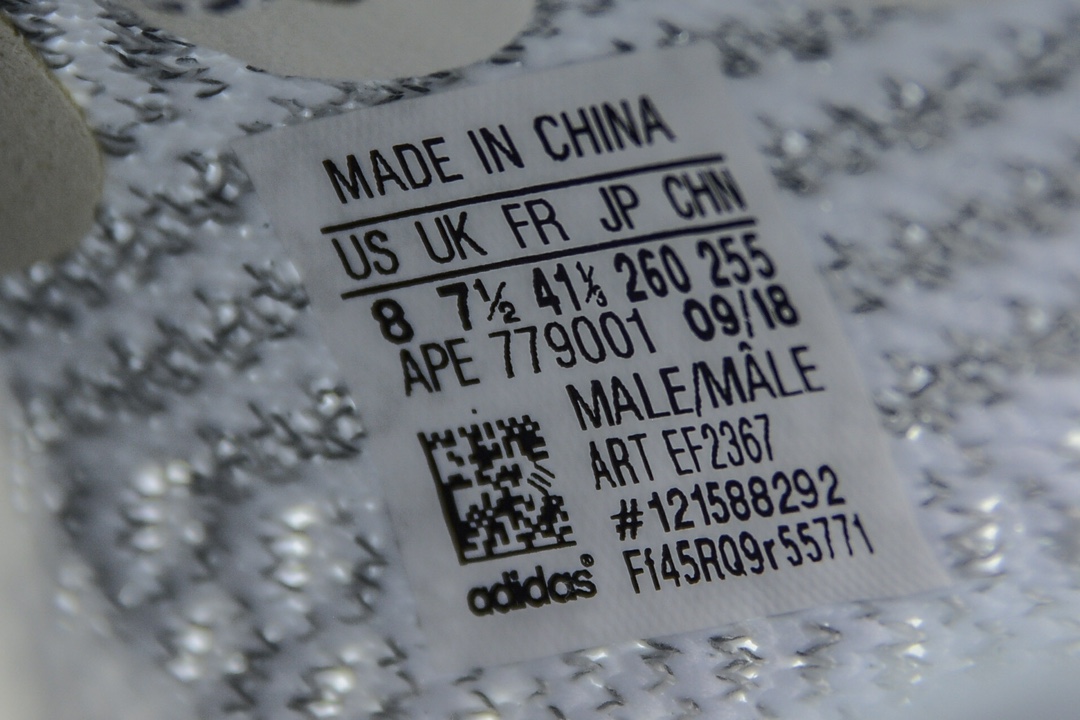 MADE IN CHINA
US UK FR JP CHN
8 7½ 41⅓ 260 255
APE 779001 09/18
MALE/MÂLE
ART EF2367
#121588292
Ff45RQ9r55771
adidas®